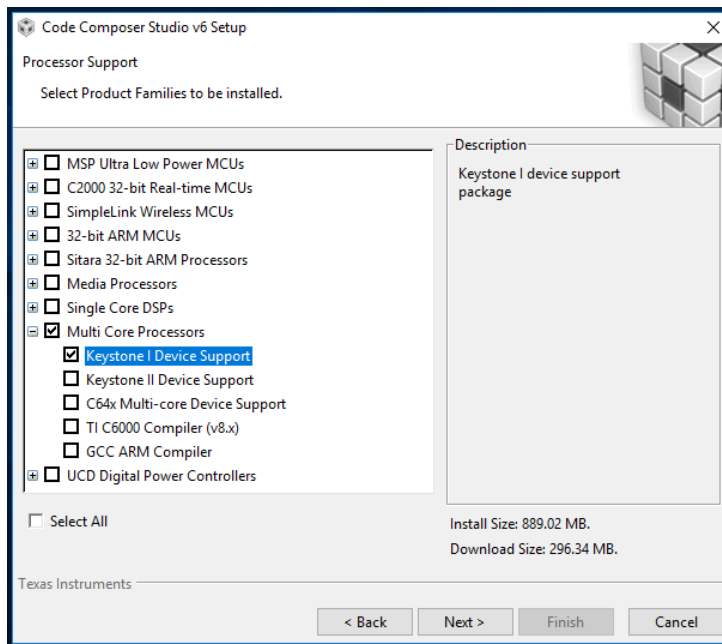 Code Composer Studio v6 Setup
Processor Support
Select Product Families to be installed.
MSP Ultra Low Power MCUs
C2000 32-bit Real-time MCUs
SimpleLink Wireless MCUs
32-bit ARM MCUs
Sitara 32-bit ARM Processors
Media Processors
Single Core DSPs
Multi Core Processors
Keystone I Device Support
Keystone II Device Support
C64x Multi-core Device Support
TI C6000 Compiler (v8.x)
GCC ARM Compiler
UCD Digital Power Controllers
Select All
Description
Keystone I device support
package
Install Size: 889.02 MB.
Download Size: 296.34 MB.
Texas Instruments
< Back
Next >
Finish
Cancel